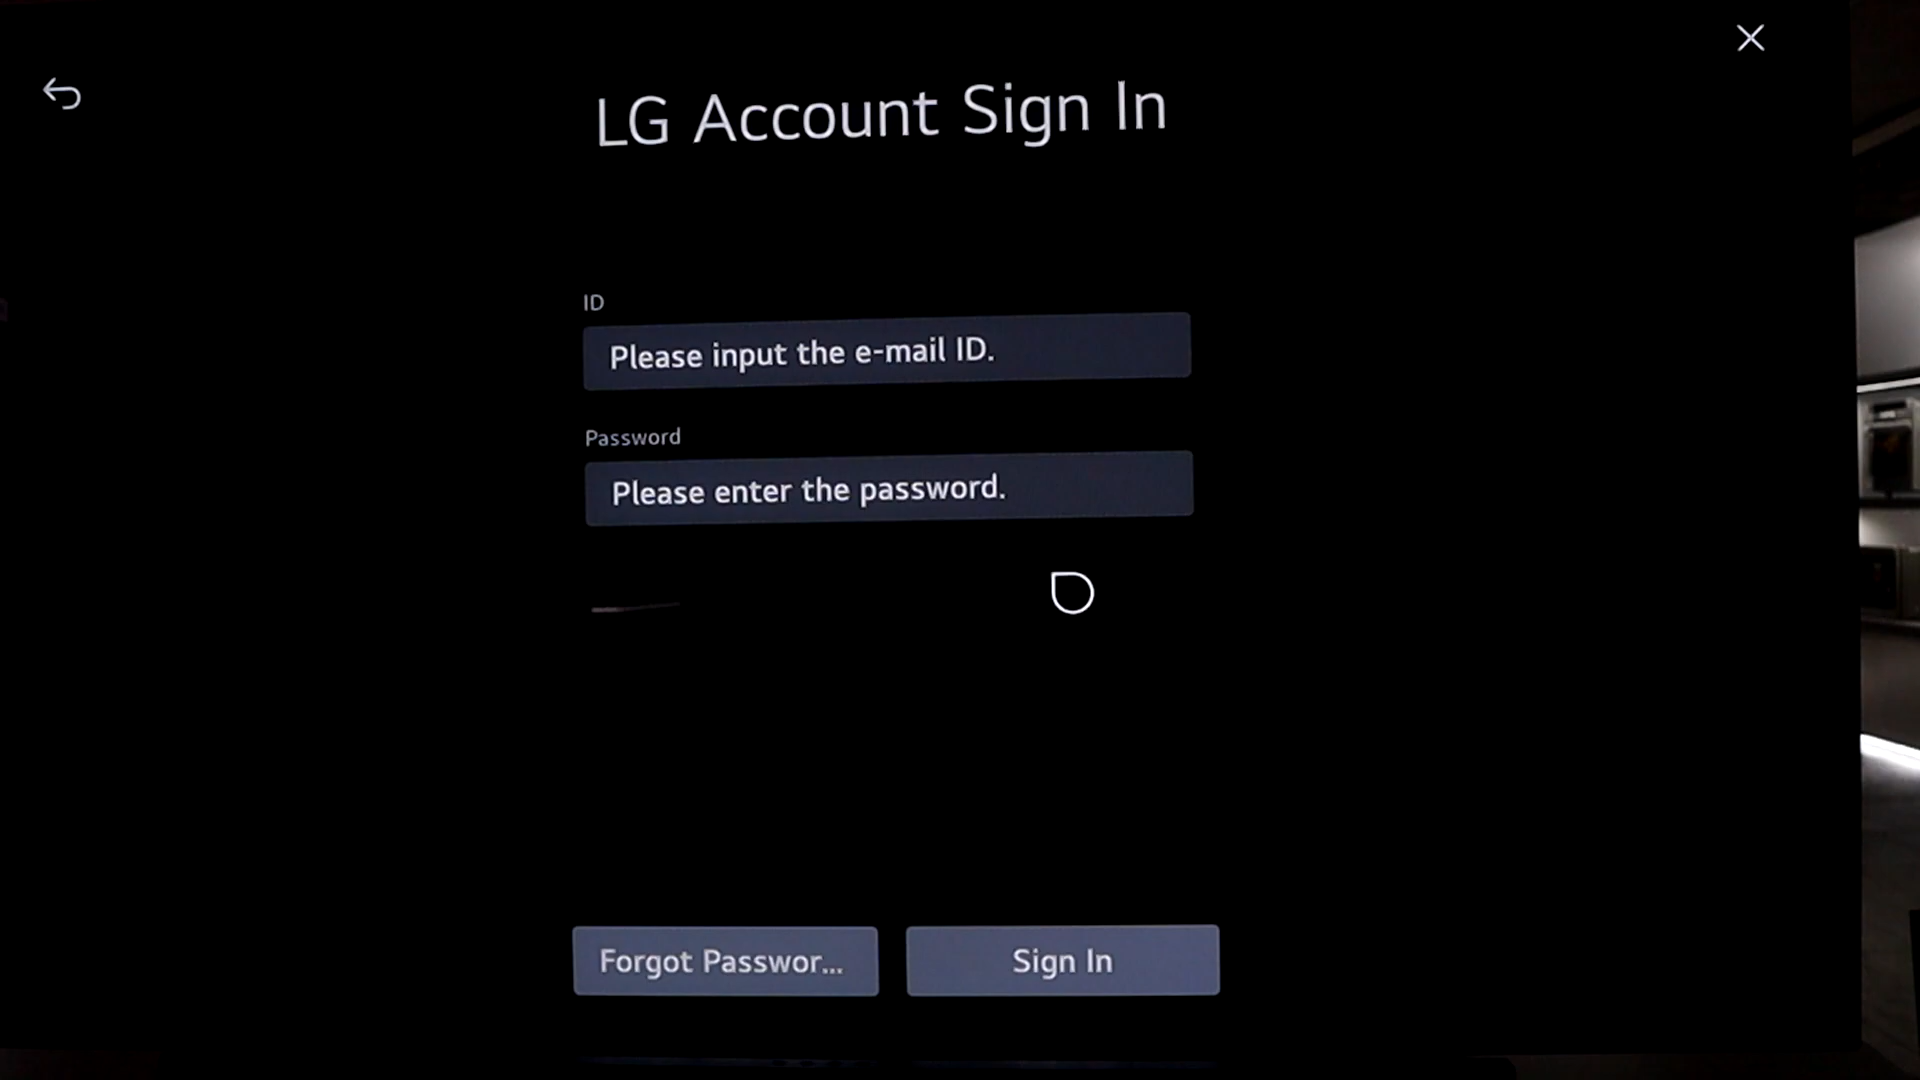 LG Account Sign In
ID
Please input the e-mail ID.
Password
Please enter the password.
Forgot Passwor...
Sign In